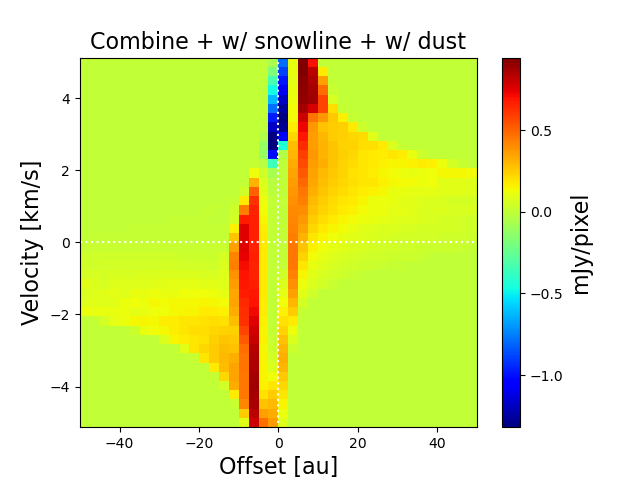 Combine + w/ snowline + w/ dust
4
2
0
−2
−4
Velocity [km/s]
−40 −20 0 20 40
Offset [au]
0.5
0.0
−0.5
−1.0
mJy/pixel